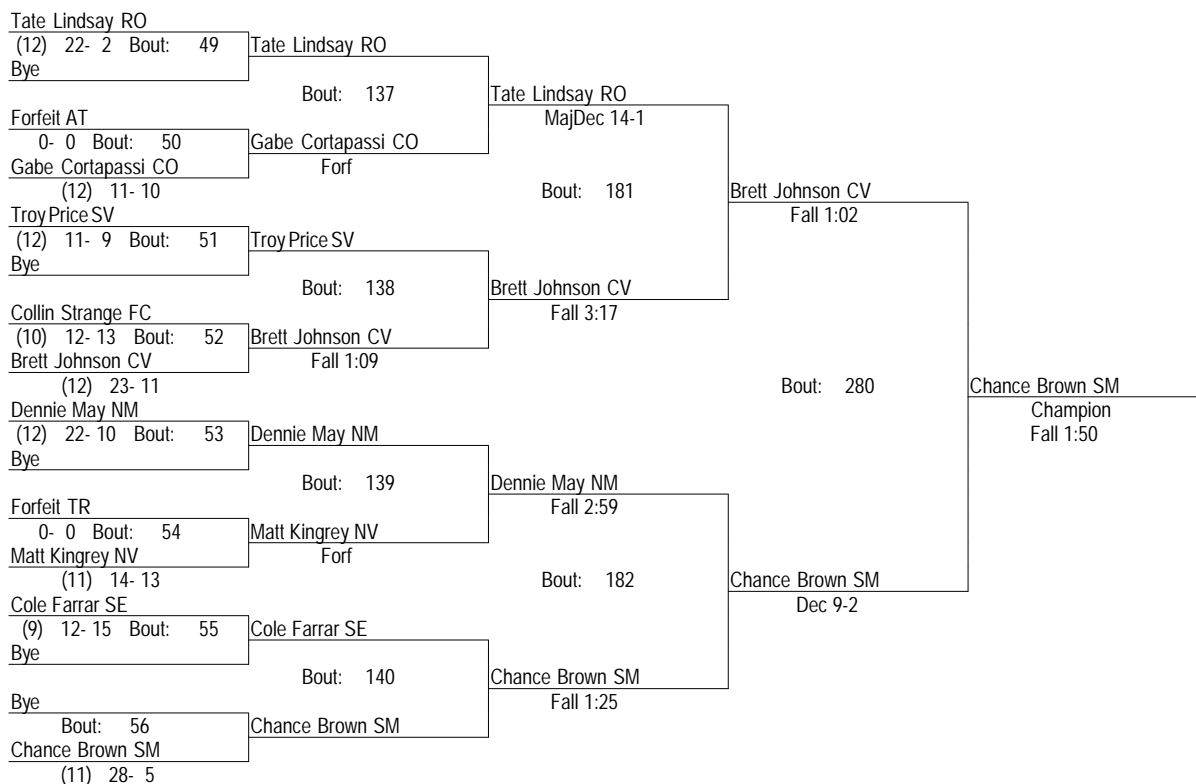 Tate Lindsay RO
(12) 22- 2 Bout: 49
Bye
Tate Lindsay RO
Bout: 137
Forfeit AT
0- 0 Bout: 50
Gabe Cortapassi CO
(12) 11- 10
Gabe Cortapassi CO
Forf
Tate Lindsay RO
MajDec 14-1
Bout: 181
Troy Price SV
(12) 11- 9 Bout: 51
Bye
Troy Price SV
Bout: 138
Collin Strange FC
(10) 12- 13 Bout: 52
Brett Johnson CV
(12) 23- 11
Brett Johnson CV
Fall 1:09
Brett Johnson CV
Fall 3:17
Brett Johnson CV
Fall 1:02
Bout: 280
Dennie May NM
(12) 22- 10 Bout: 53
Bye
Dennie May NM
Bout: 139
Forfeit TR
0- 0 Bout: 54
Matt Kingrey NV
(11) 14- 13
Matt Kingrey NV
Forf
Dennie May NM
Fall 2:59
Bout: 182
Cole Farrar SE
(9) 12- 15 Bout: 55
Bye
Cole Farrar SE
Bout: 140
Bye
Bout: 56
Chance Brown SM
(11) 28- 5
Chance Brown SM
Chance Brown SM
Fall 1:25
Chance Brown SM
Dec 9-2
Chance Brown SM
Champion
Fall 1:50